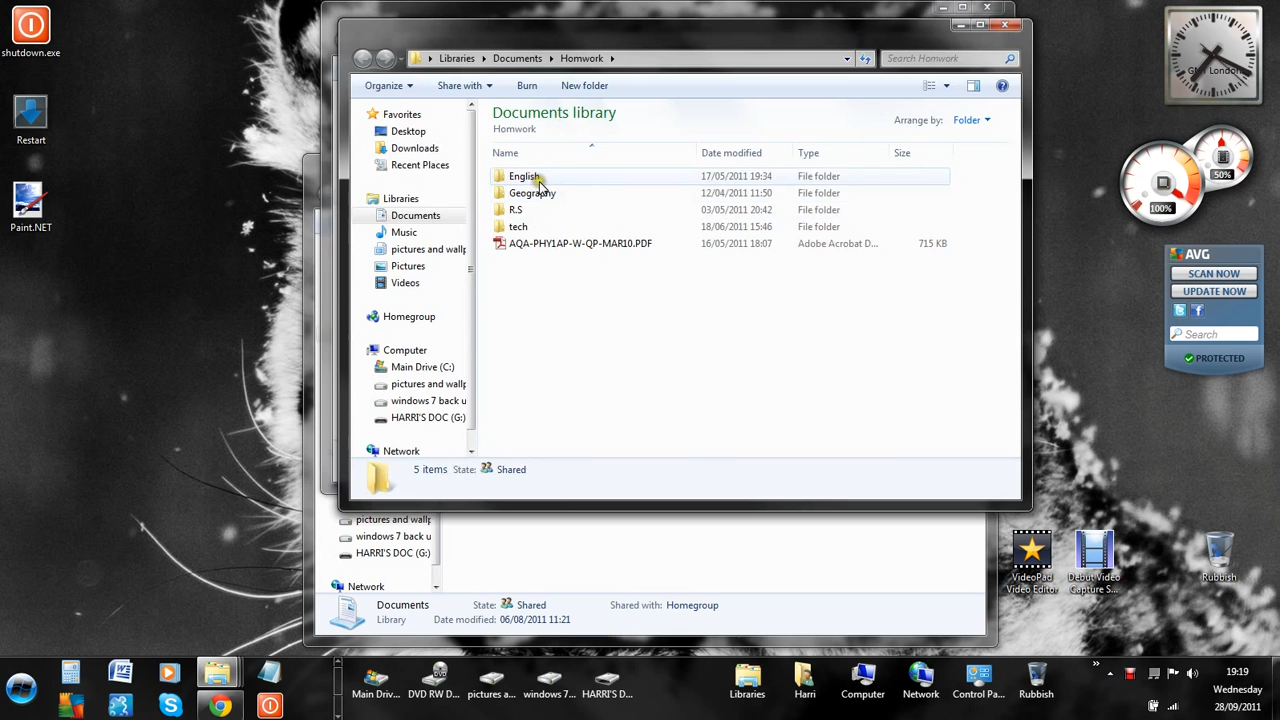 shutdown.exe
Restart
Paint.NET
Libraries Documents Homwork
Search Homwork
Organize Share with Burn New folder
Favorites
Desktop
Downloads
Recent Places
Libraries
Documents
Music
pictures and wallp
Pictures
Videos
Homegroup
Computer
Main Drive (C:)
pictures and wallp
windows 7 back u
HARRI'S DOC (G:)
Network
Documents library
Homwork
Arrange by: Folder
Name Date modified Type Size
English 17/05/2011 19:34 File folder
Geography 12/04/2011 11:50 File folder
R.S 03/05/2011 20:42 File folder
tech 18/06/2011 15:46 File folder
AQA-PHY1AP-W-QP-MAR10.PDF 16/05/2011 18:07 Adobe Acrobat D... 715 KB
5 items State: Shared
pictures and wallp
windows 7 back u
HARRI'S DOC (G:)
Network
Documents State: Shared Shared with: Homegroup
Library Date modified: 06/08/2011 11:21
GMT London
50%
100%
AVG
SCAN NOW
UPDATE NOW
Search
PROTECTED
VideoPad
Video Editor
Debut Video
Capture S...
Rubbish
Main Driv... DVD RW D... pictures a... windows 7... HARRI'S D... Libraries Harri Computer Network Control Pa... Rubbish
19:19
Wednesday
28/09/2011